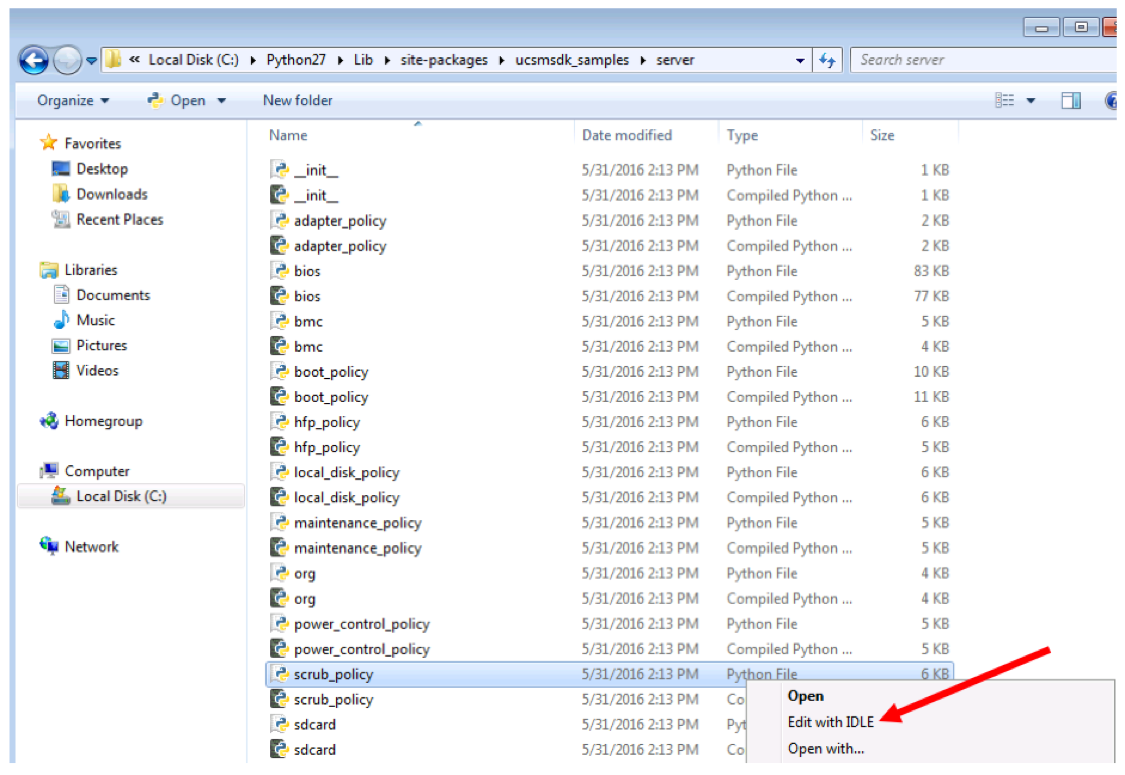 « Local Disk (C:) ▸ Python27 ▸ Lib ▸ site-packages ▸ ucsmsdk_samples ▸ server
Search server
Organize Open New folder
Favorites
Desktop
Downloads
Recent Places
Libraries
Documents
Music
Pictures
Videos
Homegroup
Computer
Local Disk (C:)
Network
Name Date modified Type Size
__init__ 5/31/2016 2:13 PM Python File 1 KB
__init__ 5/31/2016 2:13 PM Compiled Python ... 1 KB
adapter_policy 5/31/2016 2:13 PM Python File 2 KB
adapter_policy 5/31/2016 2:13 PM Compiled Python ... 2 KB
bios 5/31/2016 2:13 PM Python File 83 KB
bios 5/31/2016 2:13 PM Compiled Python ... 77 KB
bmc 5/31/2016 2:13 PM Python File 5 KB
bmc 5/31/2016 2:13 PM Compiled Python ... 4 KB
boot_policy 5/31/2016 2:13 PM Python File 10 KB
boot_policy 5/31/2016 2:13 PM Compiled Python ... 11 KB
hfp_policy 5/31/2016 2:13 PM Python File 6 KB
hfp_policy 5/31/2016 2:13 PM Compiled Python ... 5 KB
local_disk_policy 5/31/2016 2:13 PM Python File 6 KB
local_disk_policy 5/31/2016 2:13 PM Compiled Python ... 6 KB
maintenance_policy 5/31/2016 2:13 PM Python File 5 KB
maintenance_policy 5/31/2016 2:13 PM Compiled Python ... 5 KB
org 5/31/2016 2:13 PM Python File 4 KB
org 5/31/2016 2:13 PM Compiled Python ... 4 KB
power_control_policy 5/31/2016 2:13 PM Python File 5 KB
power_control_policy 5/31/2016 2:13 PM Compiled Python ... 5 KB
scrub_policy 5/31/2016 2:13 PM Python File 6 KB
scrub_policy 5/31/2016 2:13 PM Co
sdcard 5/31/2016 2:13 PM Pyt
sdcard 5/31/2016 2:13 PM Co
Open
Edit with IDLE
Open with...